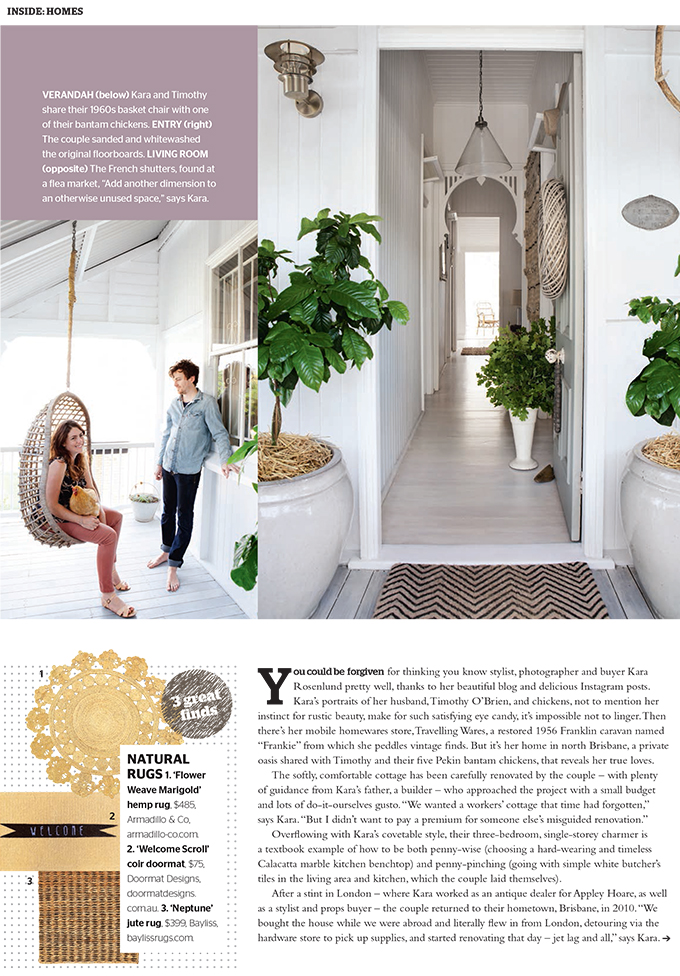 INSIDE: HOMES
VERANDAH (below) Kara and Timothy
share their 1960s basket chair with one
of their bantam chickens. ENTRY (right)
The couple sanded and whitewashed
the original floorboards. LIVING ROOM
(opposite) The French shutters, found at
a flea market, "Add another dimension to
an otherwise unused space," says Kara.
1
3 great
finds
2
WELCOME
3
NATURAL
RUGS 1. 'Flower
Weave Marigold'
hemp rug, $485,
Armadillo & Co,
armadillo-co.com.
2. 'Welcome Scroll'
coir doormat, $75,
Doormat Designs,
doormatdesigns.
com.au. 3. 'Neptune'
jute rug, $399, Bayliss,
baylissrugs.com.
You could be forgiven for thinking you know stylist, photographer and buyer Kara
Rosenlund pretty well, thanks to her beautiful blog and delicious Instagram posts.
Kara's portraits of her husband, Timothy O'Brien, and chickens, not to mention her
instinct for rustic beauty, make for such satisfying eye candy, it's impossible not to linger. Then
there's her mobile homewares store, Travelling Wares, a restored 1956 Franklin caravan named
"Frankie" from which she peddles vintage finds. But it's her home in north Brisbane, a private
oasis shared with Timothy and their five Pekin bantam chickens, that reveals her true loves.
The softly, comfortable cottage has been carefully renovated by the couple – with plenty
of guidance from Kara's father, a builder – who approached the project with a small budget
and lots of do-it-ourselves gusto. "We wanted a workers' cottage that time had forgotten,"
says Kara. "But I didn't want to pay a premium for someone else's misguided renovation."
Overflowing with Kara's covetable style, their three-bedroom, single-storey charmer is
a textbook example of how to be both penny-wise (choosing a hard-wearing and timeless
Calacatta marble kitchen benchtop) and penny-pinching (going with simple white butcher's
tiles in the living area and kitchen, which the couple laid themselves).
After a stint in London – where Kara worked as an antique dealer for Appley Hoare, as well
as a stylist and props buyer – the couple returned to their hometown, Brisbane, in 2010. "We
bought the house while we were abroad and literally flew in from London, detouring via the
hardware store to pick up supplies, and started renovating that day – jet lag and all," says Kara. ➔